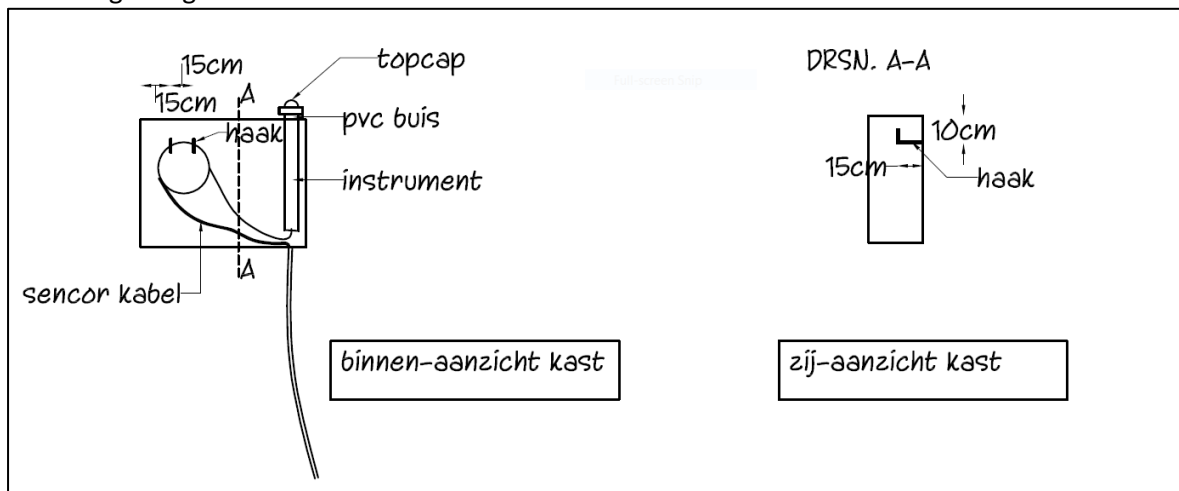 15cm
topcap
DRSN. A-A
15cm
A
haak
pvc buis
10cm
instrument
15cm
haak
A
sencor kabel
binnen-aanzicht kast
zij-aanzicht kast